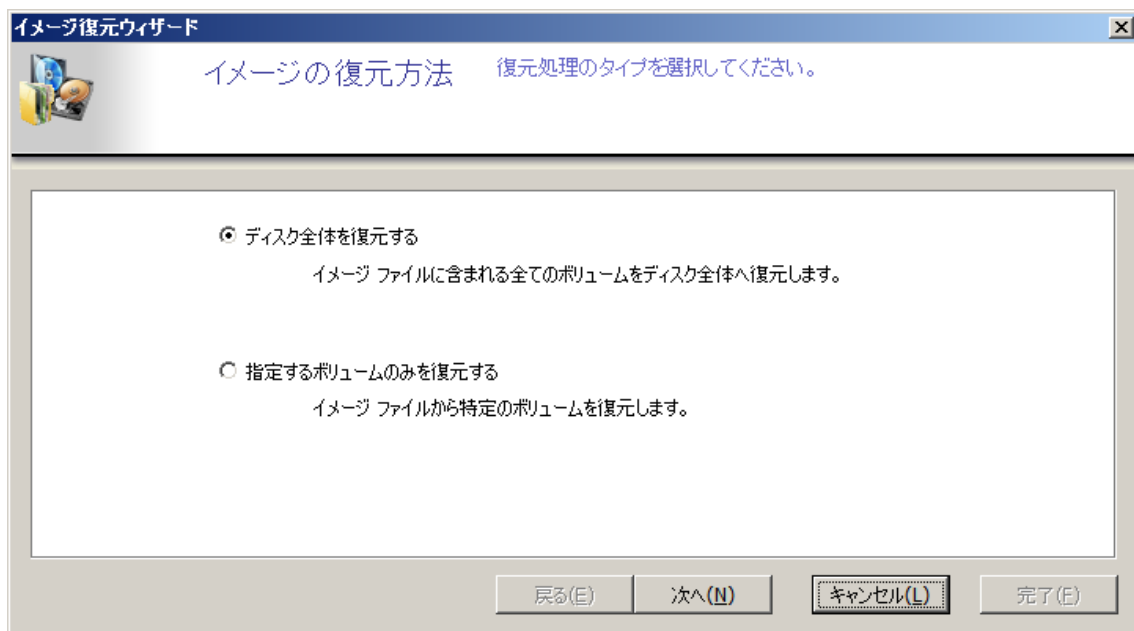 イメージ復元ウィザード
イメージの復元方法 復元処理のタイプを選択してください。
ディスク全体を復元する
イメージ ファイルに含まれる全てのボリュームをディスク全体へ復元します。
指定するボリュームのみを復元する
イメージ ファイルから特定のボリュームを復元します。
戻る(E) 次へ(N) キャンセル(L) 完了(F)